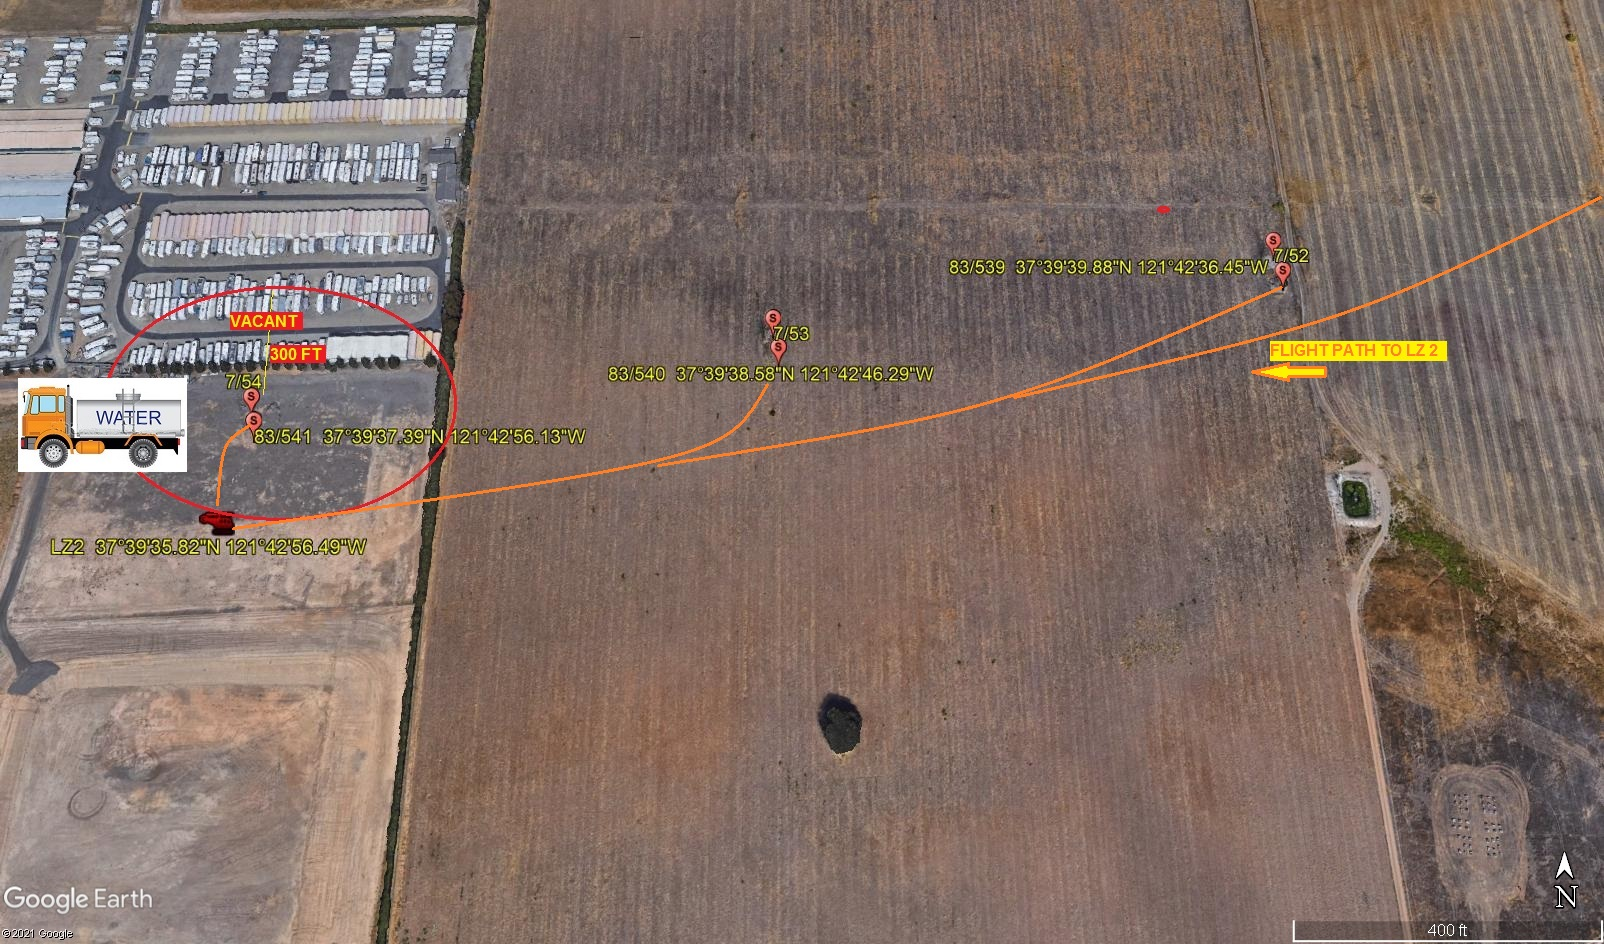 7/52
83/539 37°39'39.88"N 121°42'36.45"W
S
S
VACANT
300 FT
S
7/53
S
FLIGHT PATH TO LZ 2
83/540 37°39'38.58"N 121°42'46.29"W
7/54
S
WATER
S
83/541 37°39'37.39"N 121°42'56.13"W
LZ2 37°39'35.82"N 121°42'56.49"W
Google Earth
N
©2021 Google
400 ft